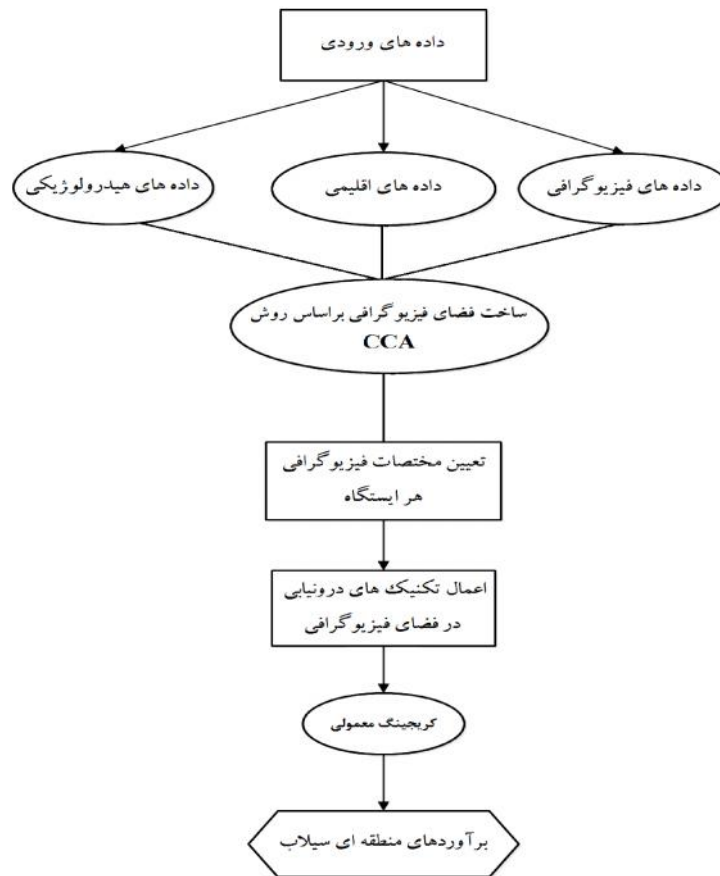 داده های ورودی
داده های فیزیوگرافی
داده های اقلیمی
داده های هیدرولوژیکی
ساخت فضای فیزیوگرافی براساس روش
CCA
تعیین مختصات فیزیوگرافی
هر ایستگاه
اعمال تکنیک های درونیابی
در فضای فیزیوگرافی
کریجینگ معمولی
برآوردهای منطقه ای سیلاب